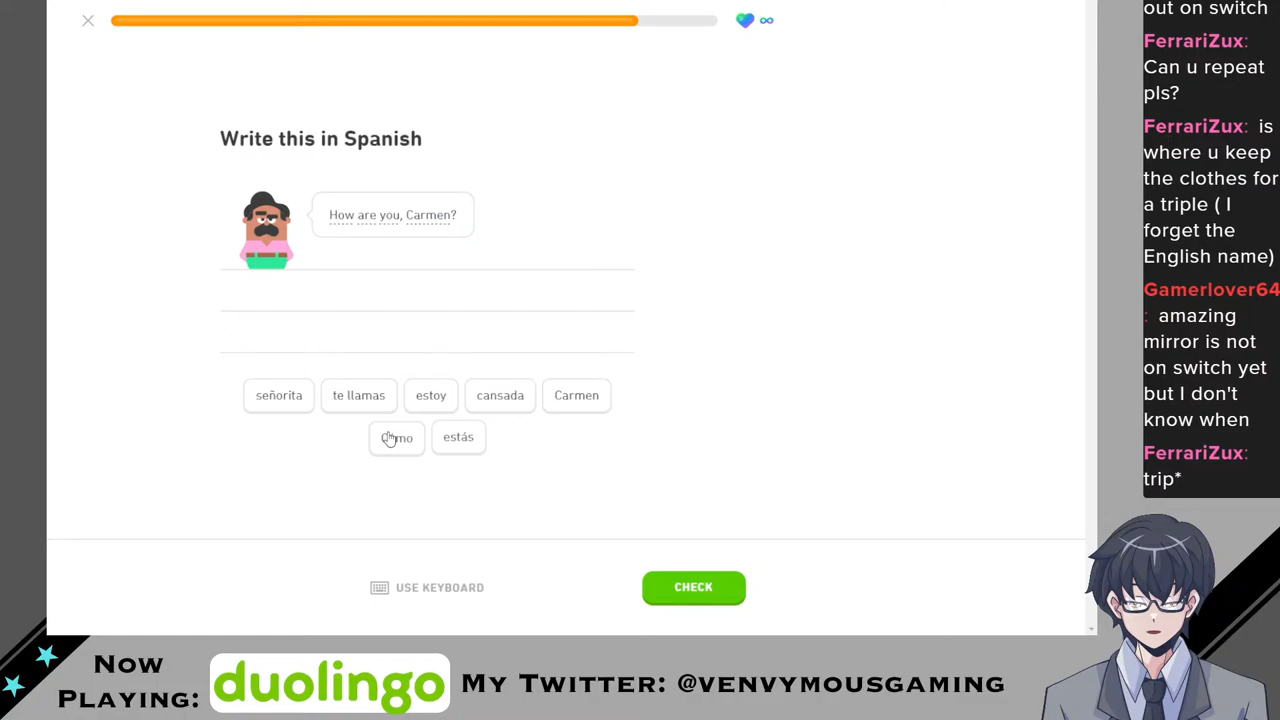 Write this in Spanish
How are you, Carmen?
señorita
te llamas
estoy
cansada
Carmen
estás
USE KEYBOARD
CHECK
out on switch
FerrariZux:
Can u repeat
pls?
FerrariZux: is
where u keep
the clothes for
a triple ( I
forget the
English name)
Gamerlover64
: amazing
mirror is not
on switch yet
but I don't
know when
FerrariZux:
trip*
Now
Playing:
duolingo
My Twitter: @venvymousgaming